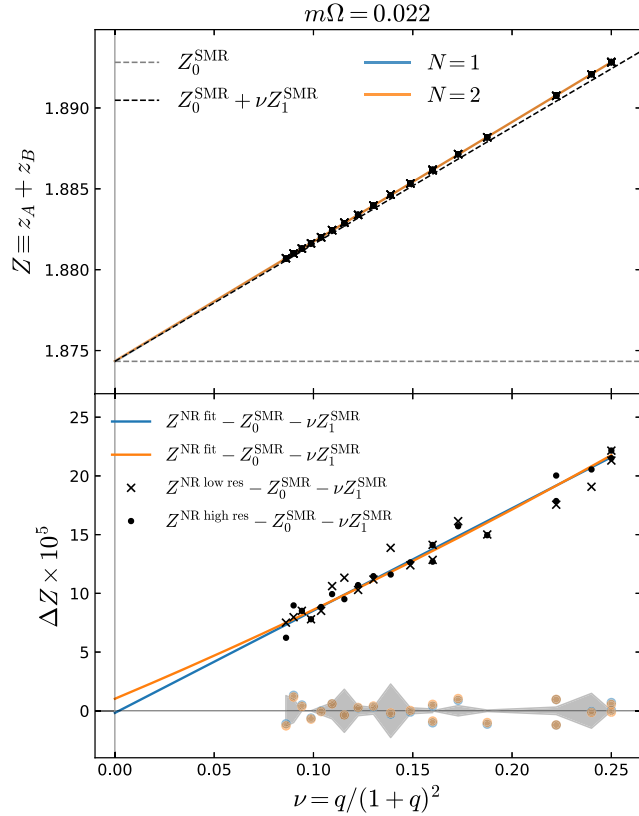 mΩ = 0.022
Z₀^SMR
Z₀^SMR + νZ₁^SMR
N = 1
N = 2
Z ≡ z_A + z_B
1.890
1.885
1.880
1.875
Z^NR fit − Z₀^SMR − νZ₁^SMR
Z^NR fit − Z₀^SMR − νZ₁^SMR
Z^NR low res − Z₀^SMR − νZ₁^SMR
Z^NR high res − Z₀^SMR − νZ₁^SMR
ΔZ × 10⁵
25
20
15
10
5
0
0.00 0.05 0.10 0.15 0.20 0.25
ν = q/(1 + q)²